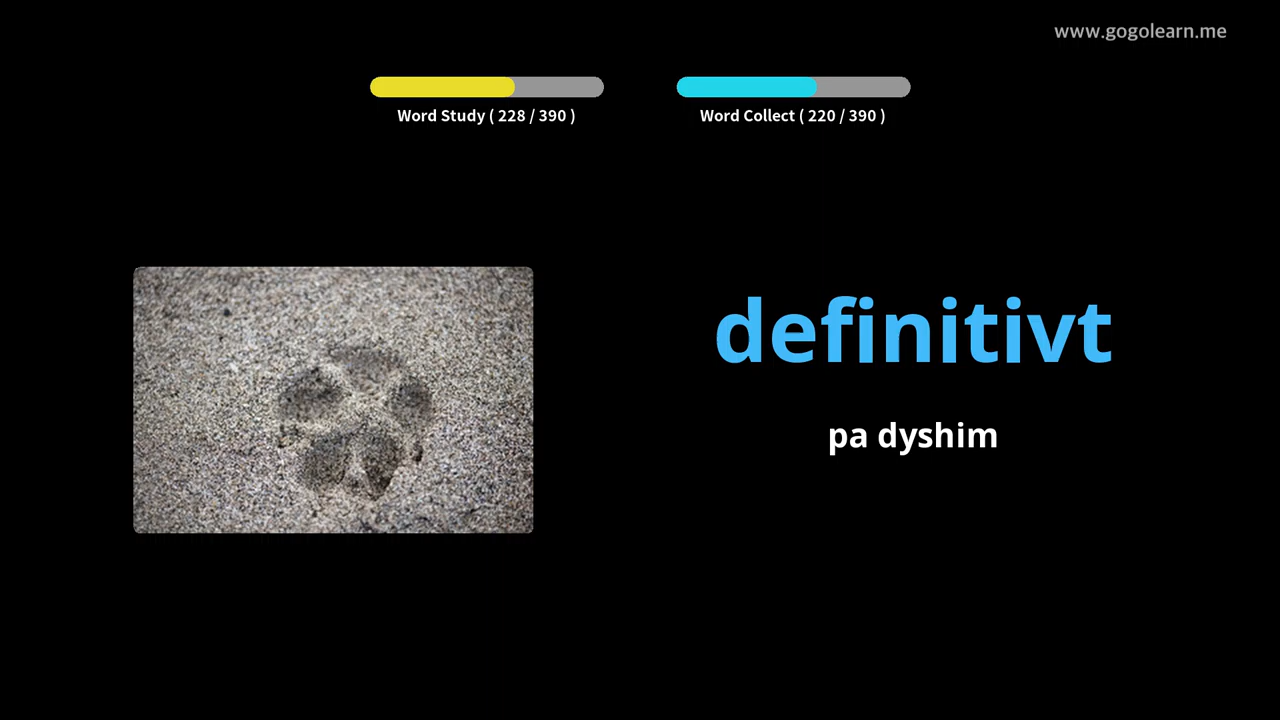 www.gogolearn.me
Word Study ( 228 / 390 )
Word Collect ( 220 / 390 )
definitivt
pa dyshim